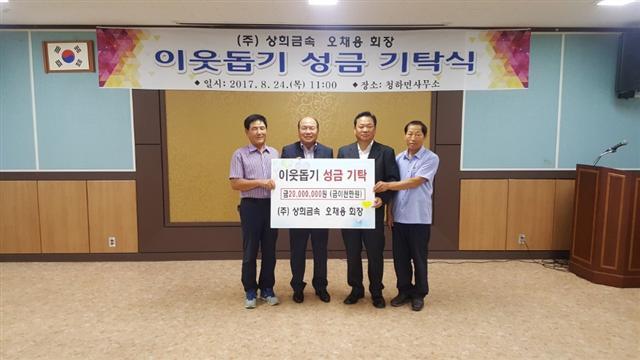 (주) 상희금속 오채용 회장
이웃돕기 성금 기탁식
◆일시: 2017. 8. 24.(목) 11:00 ◆장소: 청하면사무소
이웃돕기 성금 기탁
금20,000,000원 (금이천만원)
(주) 상희금속 오채용 회장